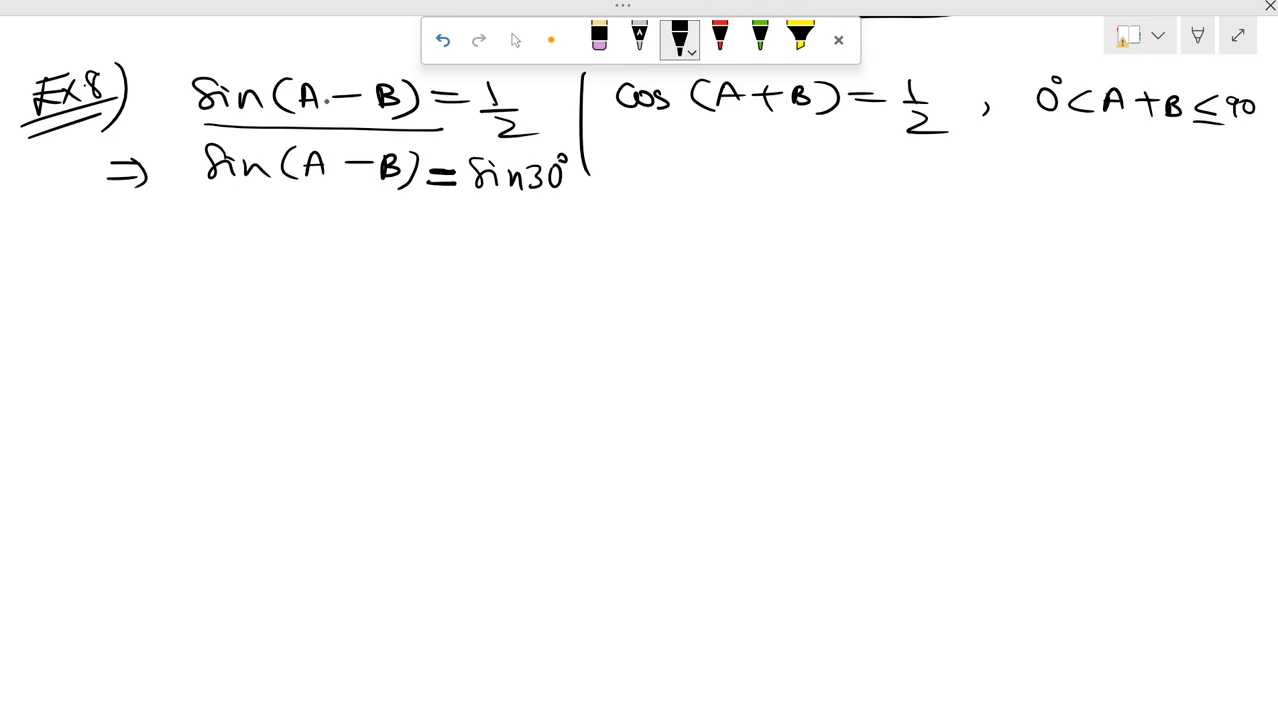 Ex.8) sin(A - B) = 1/2 | cos (A + B) = 1/2 , 0° < A + B ≤ 90
⇒ sin(A - B) = sin30°